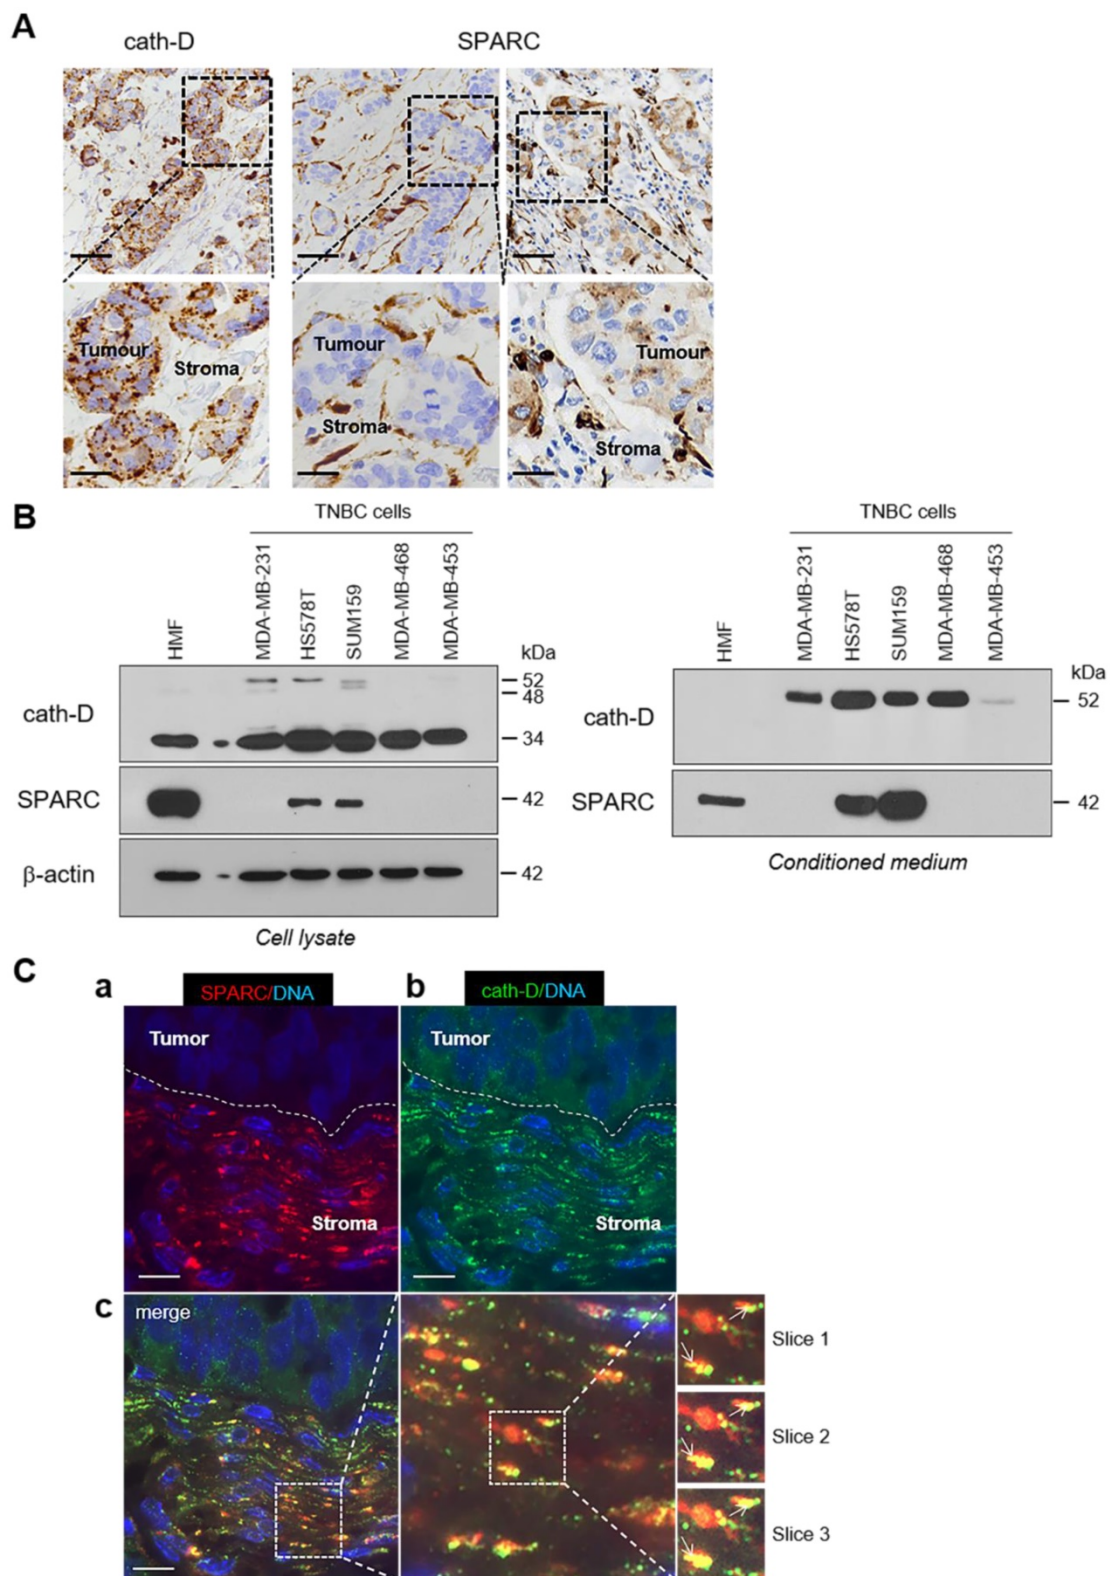 A
cath-D
SPARC
Tumour
Stroma
Tumour
Stroma
Tumour
Stroma
B
TNBC cells
HMF
MDA-MB-231
HS578T
SUM159
MDA-MB-468
MDA-MB-453
kDa
cath-D
52
48
34
SPARC
42
β-actin
42
Cell lysate
TNBC cells
HMF
MDA-MB-231
HS578T
SUM159
MDA-MB-468
MDA-MB-453
kDa
cath-D
52
SPARC
42
Conditioned medium
C
a
SPARC/DNA
Tumor
Stroma
b
cath-D/DNA
Tumor
Stroma
c
merge
Slice 1
Slice 2
Slice 3